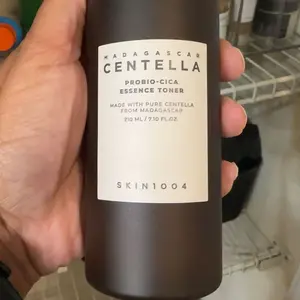 MADAGASCAR
CENTELLA
PROBIO-CICA
ESSENCE TONER
MADE WITH PURE CENTELLA
FROM MADAGASCAR
210 ML / 7.10 FL.OZ.
SKIN1004